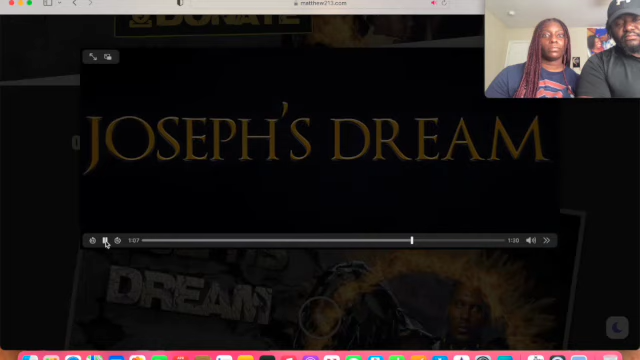 matthew213.com
DONATE
JOSEPH'S DREAM
1:07
1:30
DREAM